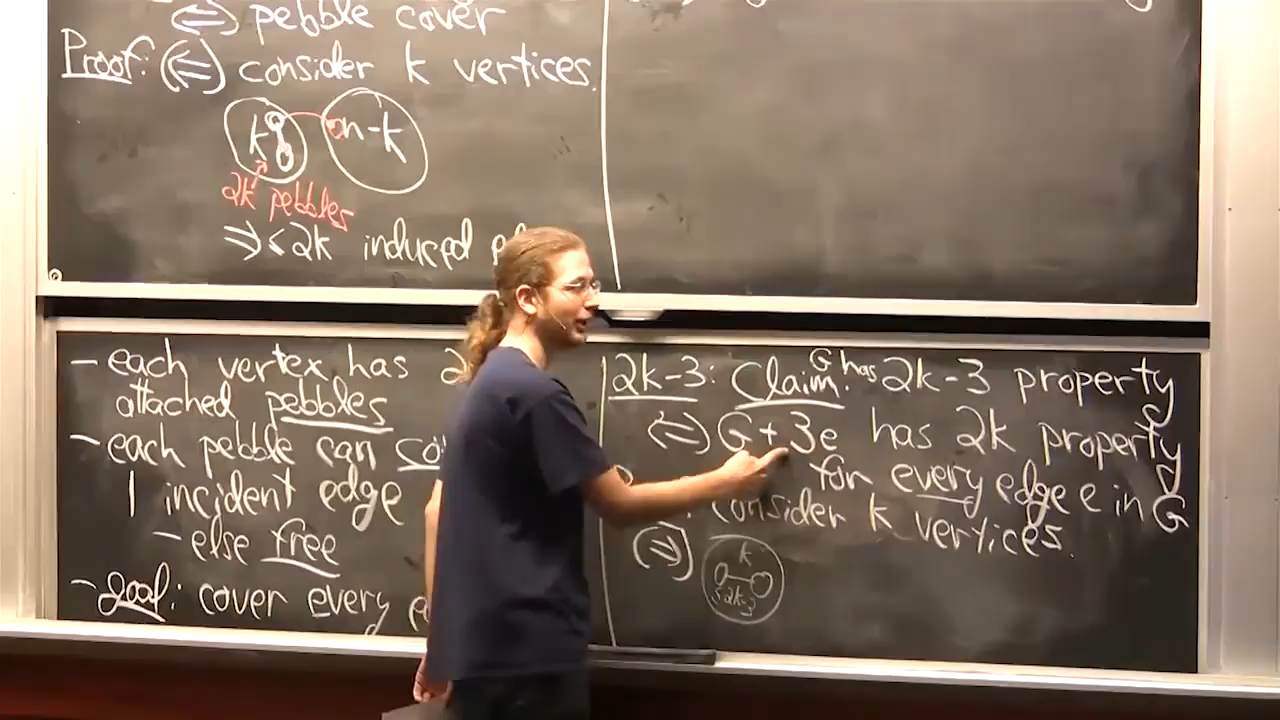 ⇔ pebble cover
Proof: (⇐) consider k vertices.
k n-k
2k pebbles
⇒ ≤ 2k induced
- each vertex has 2
attached pebbles
- each pebble can
1 incident edge
- else free
- goal: cover every
2k-3: Claim: G has 2k-3 property
(⇔) G+3e has 2k property
for every edge e in G
consider k vertices.
(⇒)
k
≤2k-3